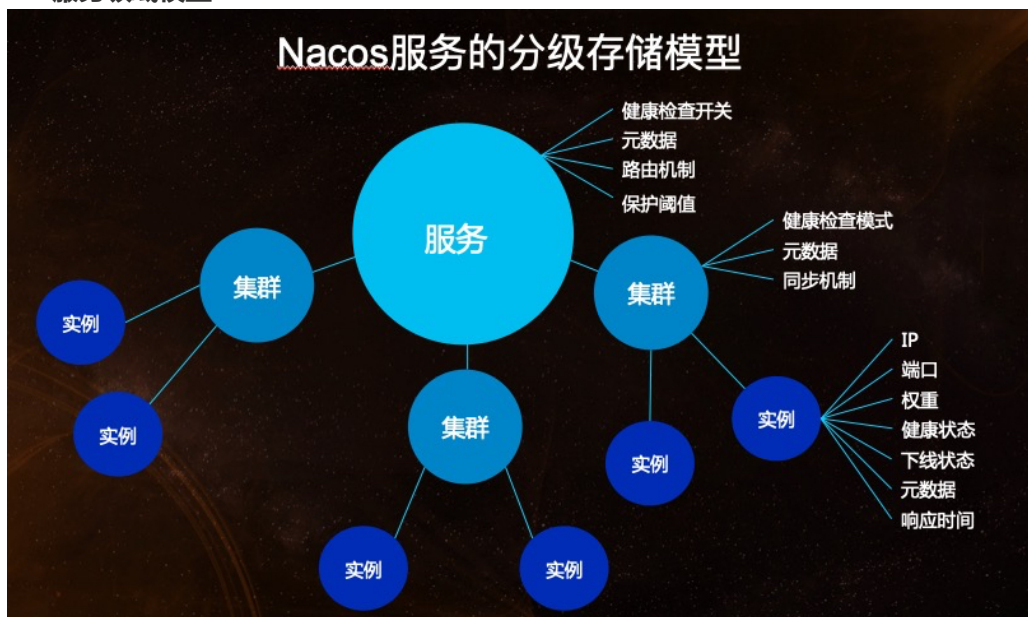 Nacos服务的分级存储模型
健康检查开关
元数据
路由机制
保护阈值
服务
健康检查模式
元数据
同步机制
集群
集群
实例
实例
集群
实例
实例
IP
端口
权重
健康状态
下线状态
元数据
响应时间
实例
实例